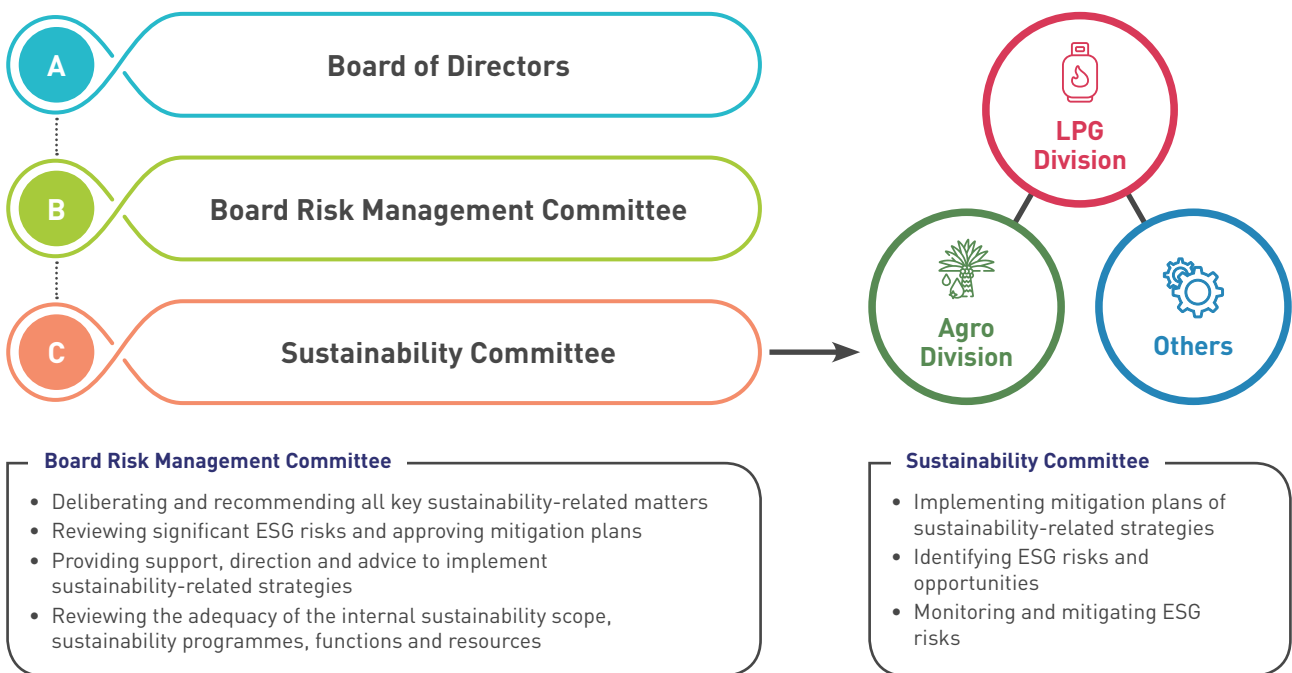 A
Board of Directors
B
Board Risk Management Committee
C
Sustainability Committee
LPG
Division
Agro
Division
Others
Board Risk Management Committee
• Deliberating and recommending all key sustainability-related matters
• Reviewing significant ESG risks and approving mitigation plans
• Providing support, direction and advice to implement
sustainability-related strategies
• Reviewing the adequacy of the internal sustainability scope,
sustainability programmes, functions and resources
Sustainability Committee
• Implementing mitigation plans of
sustainability-related strategies
• Identifying ESG risks and
opportunities
• Monitoring and mitigating ESG
risks